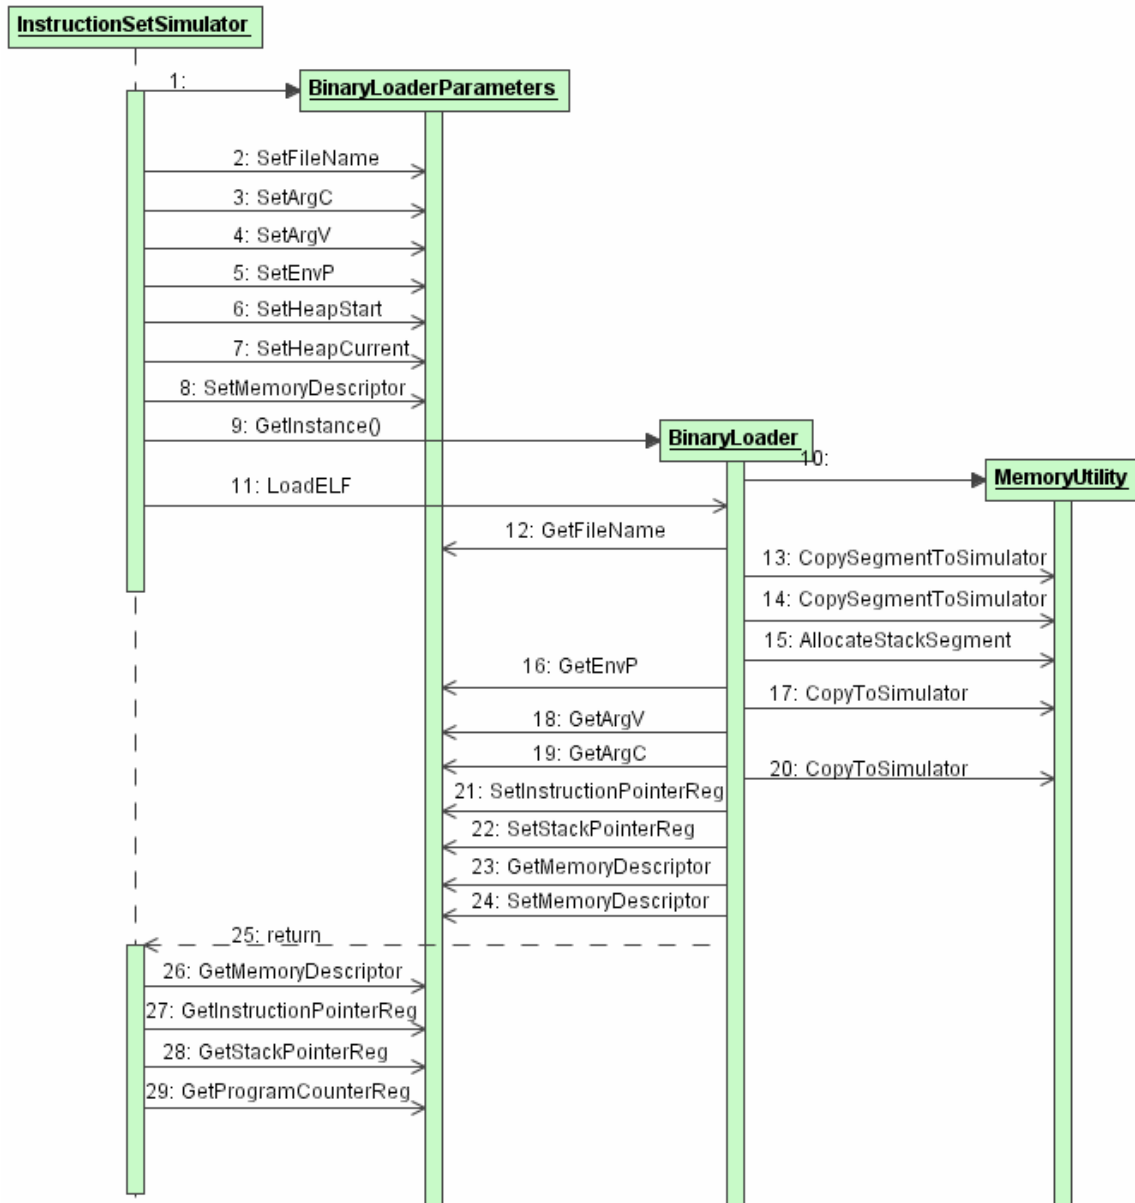 InstructionSetSimulator
1:
BinaryLoaderParameters
2: SetFileName
3: SetArgC
4: SetArgV
5: SetEnvP
6: SetHeapStart
7: SetHeapCurrent
8: SetMemoryDescriptor
9: GetInstance()
BinaryLoader
10:
MemoryUtility
11: LoadELF
12: GetFileName
13: CopySegmentToSimulator
14: CopySegmentToSimulator
15: AllocateStackSegment
16: GetEnvP
17: CopyToSimulator
18: GetArgV
19: GetArgC
20: CopyToSimulator
21: SetInstructionPointerReg
22: SetStackPointerReg
23: GetMemoryDescriptor
24: SetMemoryDescriptor
25: return
26: GetMemoryDescriptor
27: GetInstructionPointerReg
28: GetStackPointerReg
29: GetProgramCounterReg